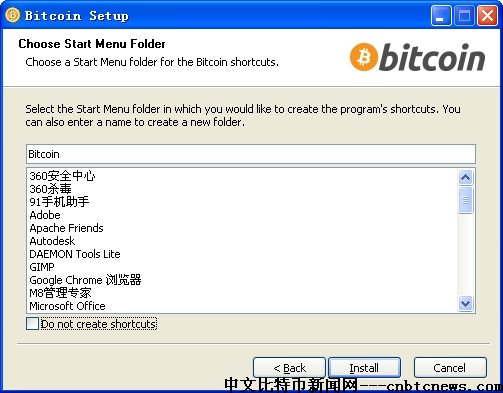 Bitcoin Setup
Choose Start Menu Folder
Choose a Start Menu folder for the Bitcoin shortcuts.
bitcoin
Select the Start Menu folder in which you would like to create the program's shortcuts. You
can also enter a name to create a new folder.
Bitcoin
360安全中心
360杀毒
91手机助手
Adobe
Apache Friends
Autodesk
DAEMON Tools Lite
GIMP
Google Chrome 浏览器
M8管理专家
Microsoft Office
Do not create shortcuts
< Back
Install
Cancel
中文比特币新闻网---cnbtcnews.com